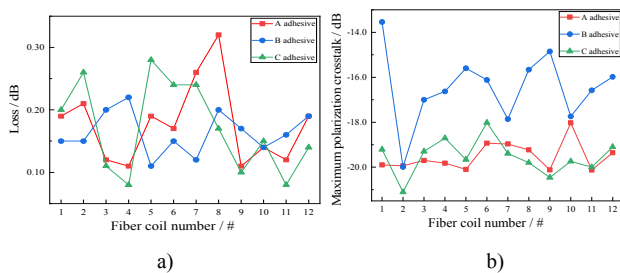 (a)
A adhesive
B adhesive
C adhesive
0.30
0.20
0.10
Loss / dB
1 2 3 4 5 6 7 8 9 10 11 12
Fiber coil number / #
a)
b)
A adhesive
B adhesive
C adhesive
-14.0
-16.0
-18.0
-20.0
Maximum polarization crosstalk / dB
1 2 3 4 5 6 7 8 9 10 11 12
Fiber coil number / #
b)